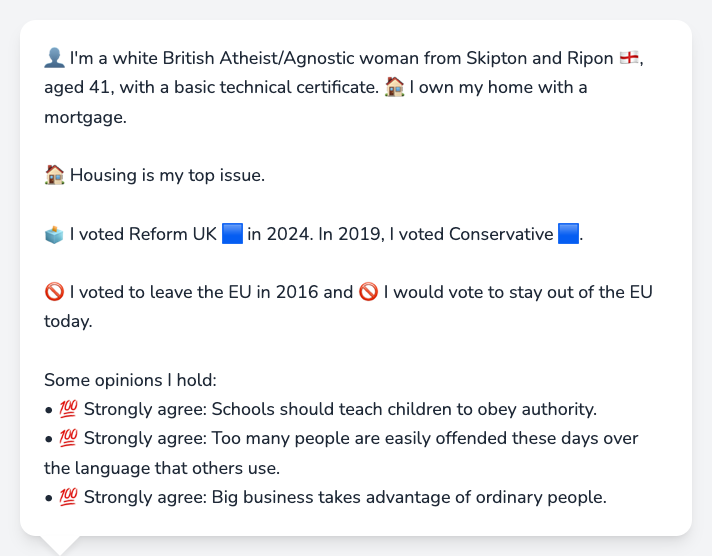 👤 I'm a white British Atheist/Agnostic woman from Skipton and Ripon 🏴󠁧󠁢󠁥󠁮󠁧󠁿,
aged 41, with a basic technical certificate. 🏠 I own my home with a
mortgage.
🏠 Housing is my top issue.
🗳️ I voted Reform UK 🟦 in 2024. In 2019, I voted Conservative 🟦.
🚫 I voted to leave the EU in 2016 and 🚫 I would vote to stay out of the EU
today.
Some opinions I hold:
• 💯 Strongly agree: Schools should teach children to obey authority.
• 💯 Strongly agree: Too many people are easily offended these days over
the language that others use.
• 💯 Strongly agree: Big business takes advantage of ordinary people.